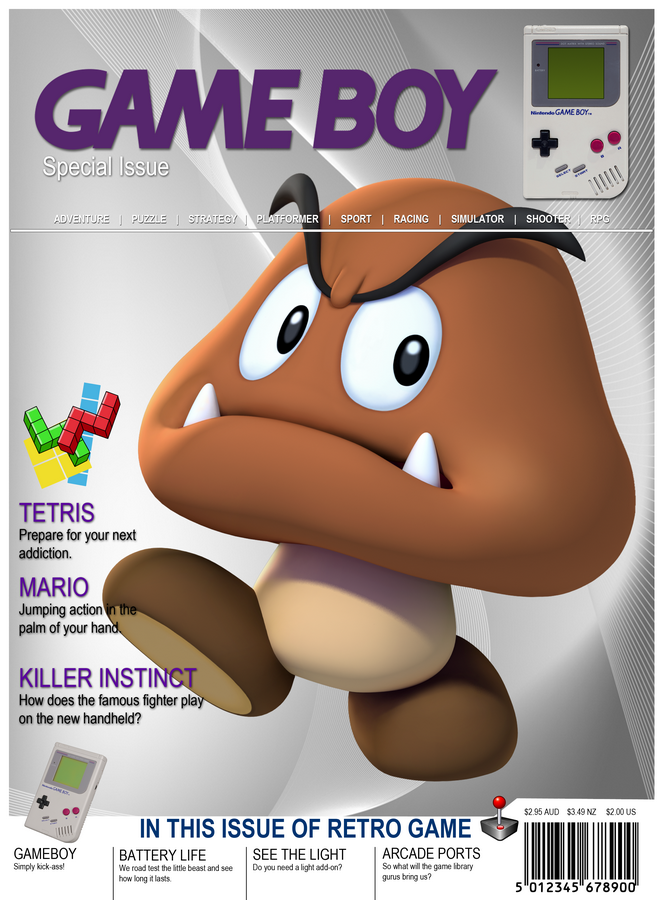 GAME BOY
Special Issue
Nintendo GAME BOY™
SELECT START
B A
ADVENTURE | PUZZLE | STRATEGY | PLATFORMER | SPORT | RACING | SIMULATOR | SHOOTER | RPG
TETRIS
Prepare for your next
addiction.
MARIO
Jumping action in the
palm of your hand.
KILLER INSTINCT
How does the famous fighter play
on the new handheld?
IN THIS ISSUE OF RETRO GAME
$2.95 AUD $3.49 NZ $2.00 US
GAMEBOY
Simply kick-ass!
BATTERY LIFE
We road test the little beast and see
how long it lasts.
SEE THE LIGHT
Do you need a light add-on?
ARCADE PORTS
So what will the game library
gurus bring us?
5 012345 678900